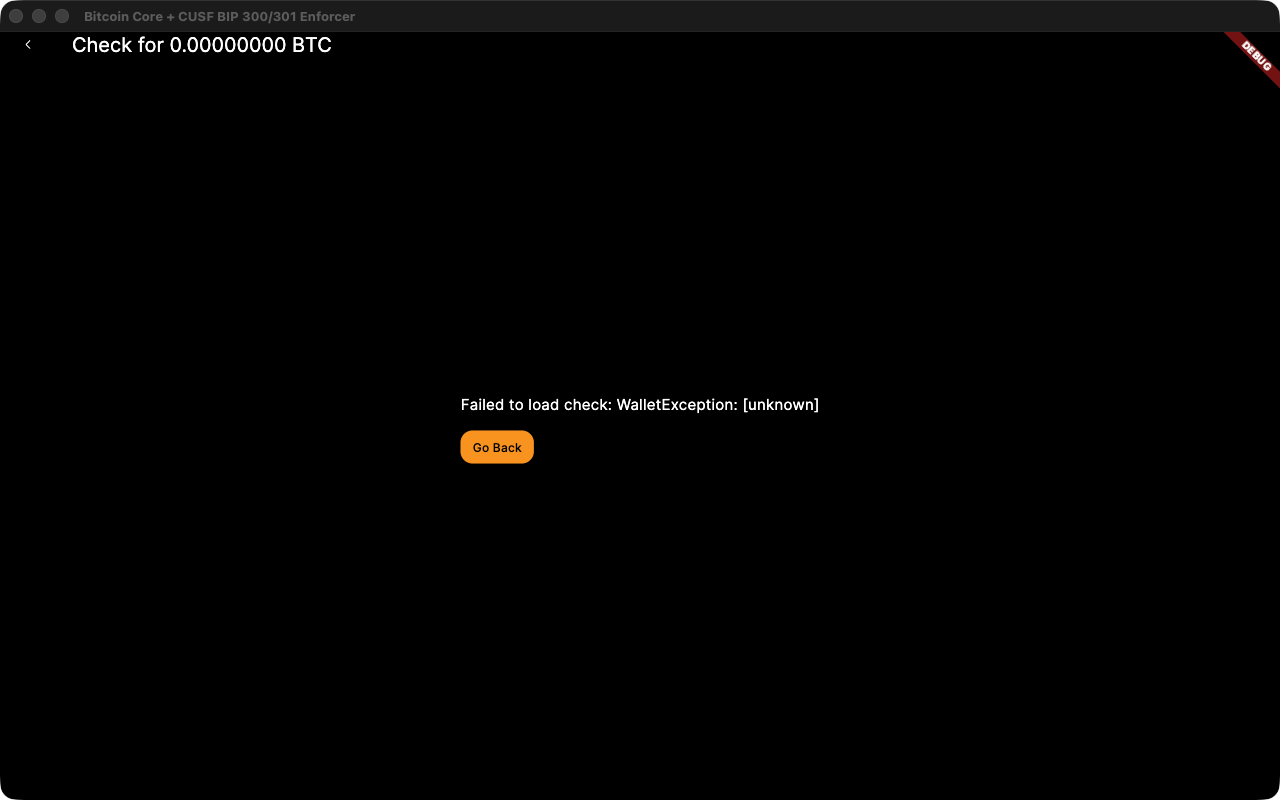 Bitcoin Core + CUSF BIP 300/301 Enforcer
Check for 0.00000000 BTC
DEBUG
Failed to load check: WalletException: [unknown]
Go Back